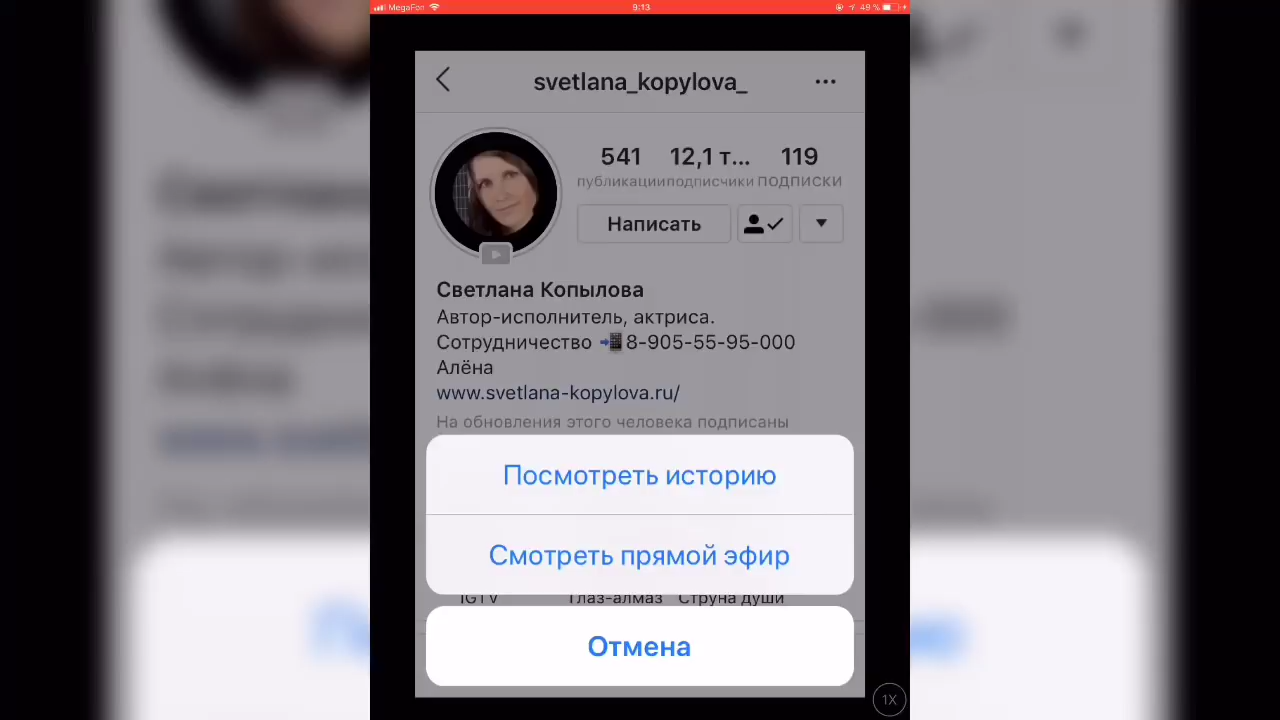 MegaFon 9:13 49 %
svetlana_kopylova_
541 12,1 т... 119
публикации подписчики подписки
Написать
Светлана Копылова
Автор-исполнитель, актриса.
Сотрудничество 📲8-905-55-95-000
Алёна
www.svetlana-kopylova.ru/
На обновления этого человека подписаны
Посмотреть историю
Смотреть прямой эфир
IGTV Глаз-алмаз Струна души
Отмена
1X